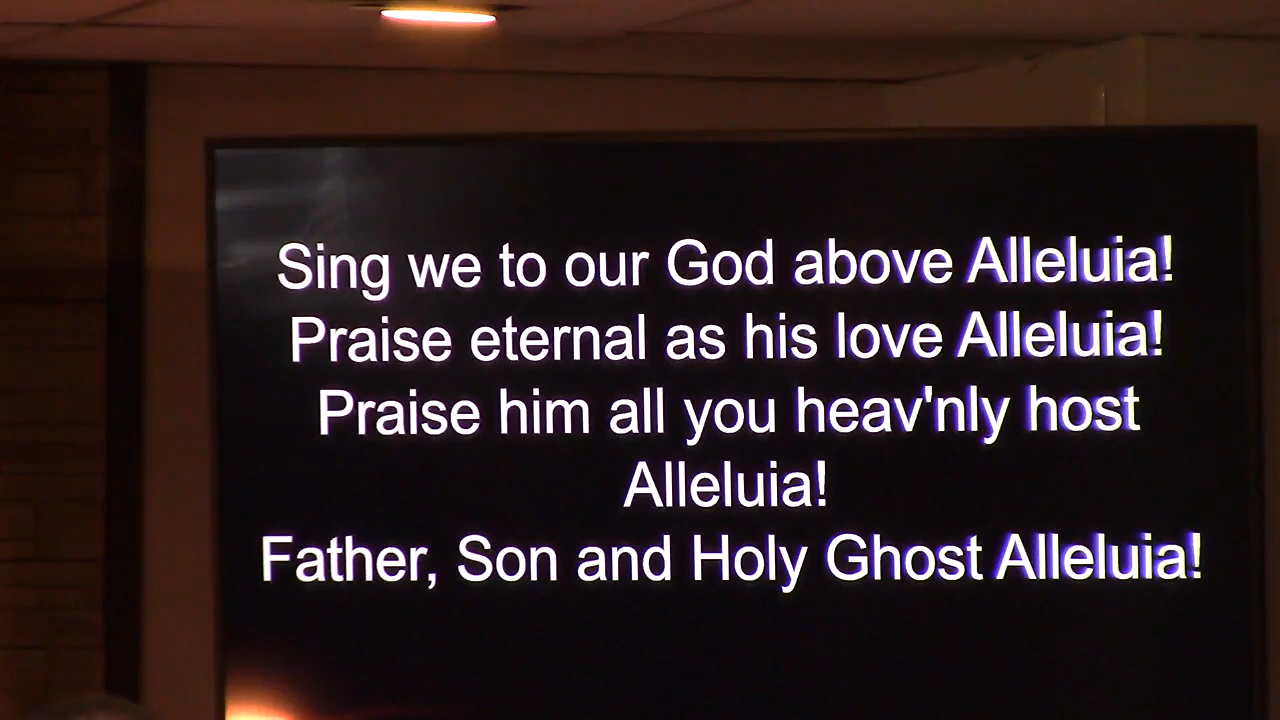 Sing we to our God above Alleluia!
Praise eternal as his love Alleluia!
Praise him all you heav'nly host
Alleluia!
Father, Son and Holy Ghost Alleluia!